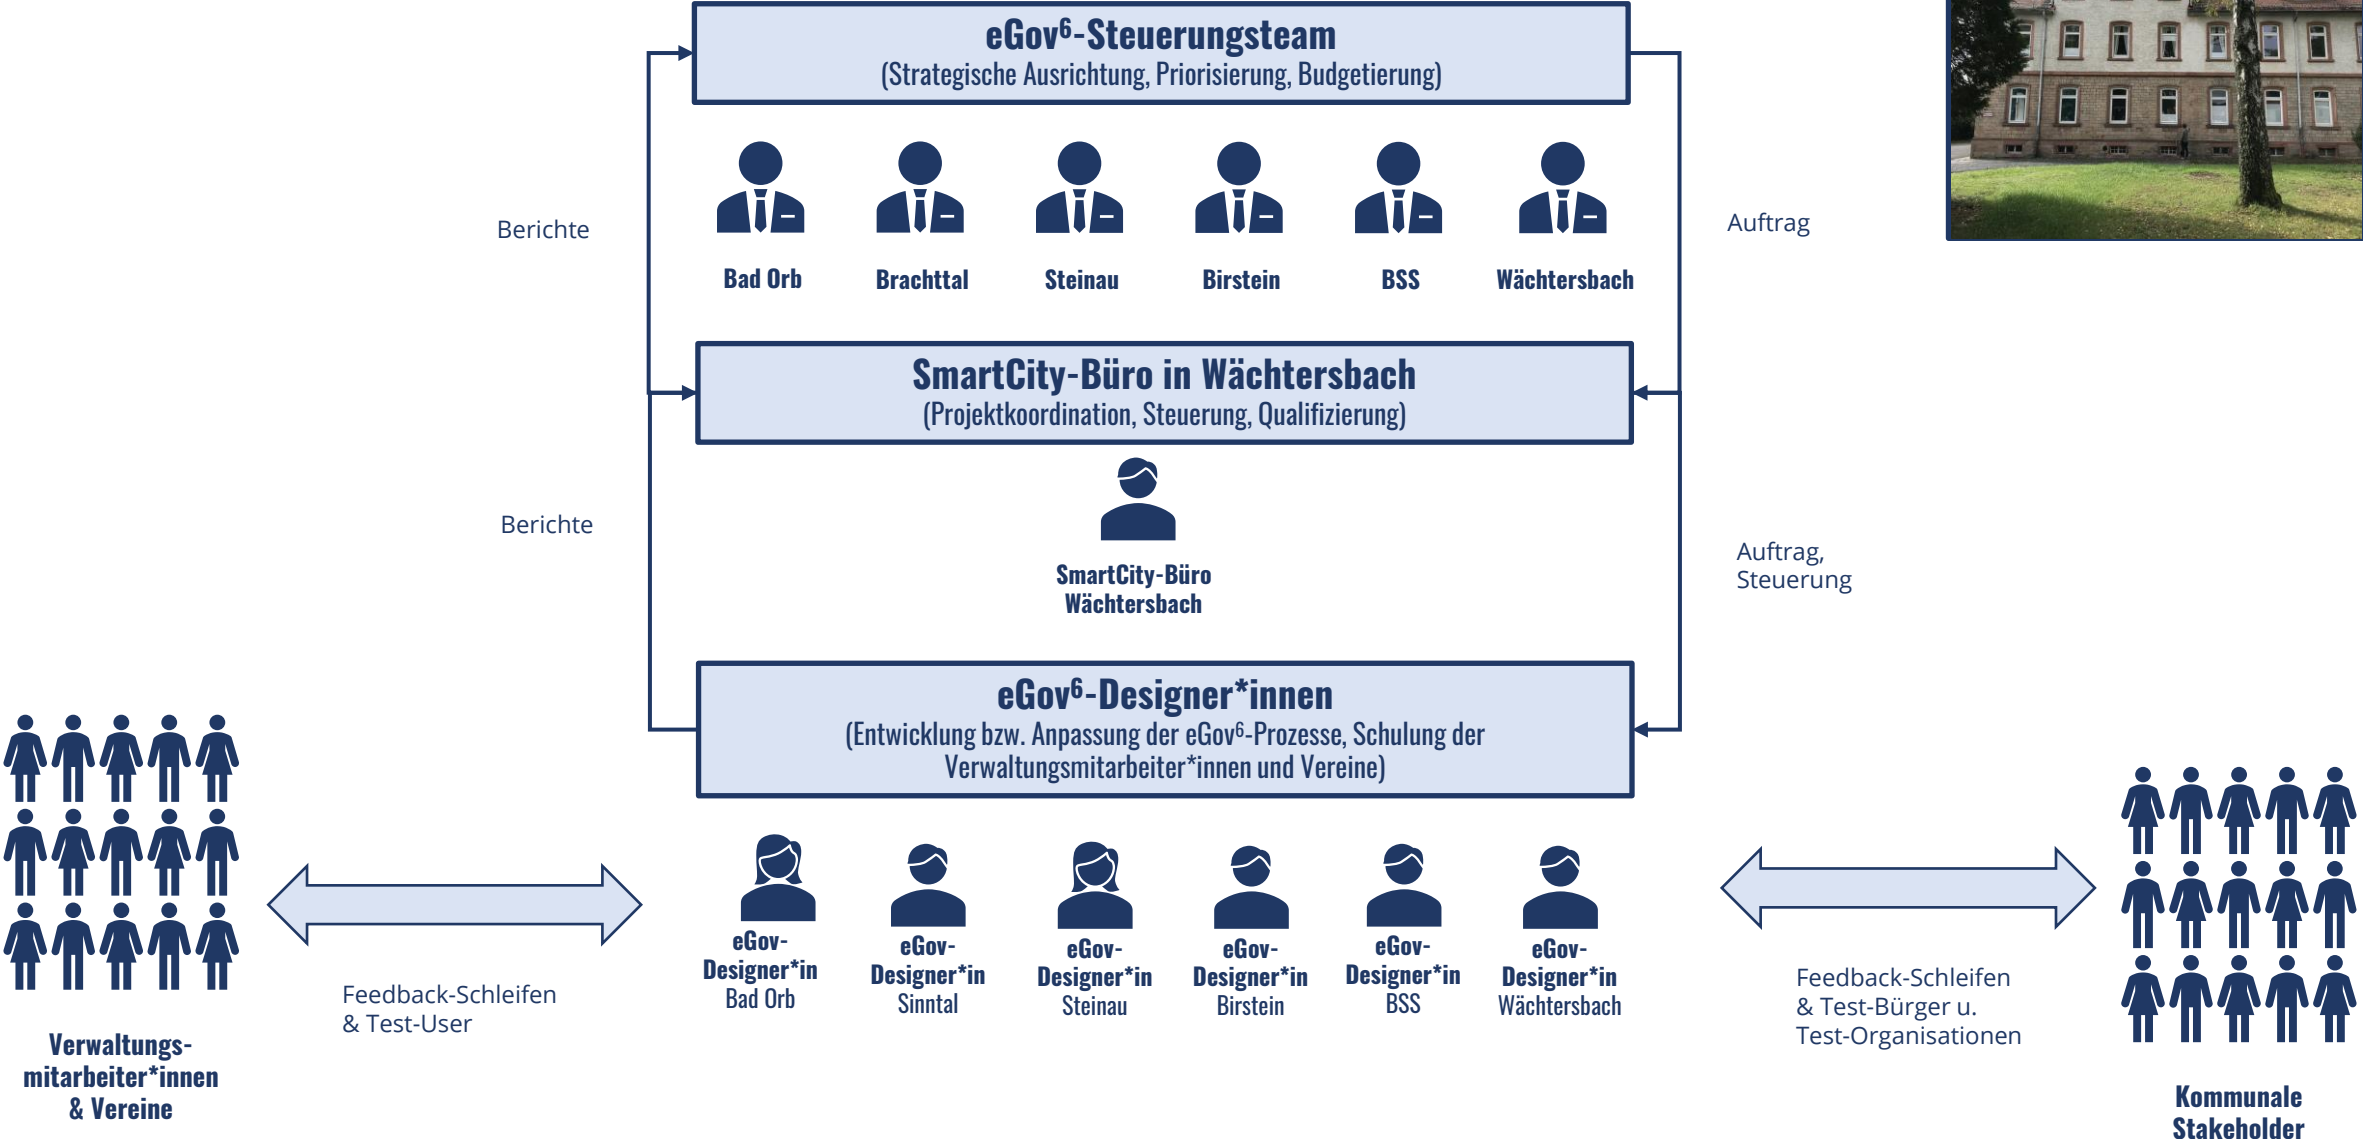 eGov⁶-Steuerungsteam
(Strategische Ausrichtung, Priorisierung, Budgetierung)
Berichte
Auftrag
Bad Orb
Brachttal
Steinau
Birstein
BSS
Wächtersbach
SmartCity-Büro in Wächtersbach
(Projektkoordination, Steuerung, Qualifizierung)
Berichte
Auftrag,
Steuerung
SmartCity-Büro
Wächtersbach
eGov⁶-Designer*innen
(Entwicklung bzw. Anpassung der eGov⁶-Prozesse, Schulung der
Verwaltungsmitarbeiter*innen und Vereine)
eGov-
Designer*in
Bad Orb
eGov-
Designer*in
Sinntal
eGov-
Designer*in
Steinau
eGov-
Designer*in
Birstein
eGov-
Designer*in
BSS
eGov-
Designer*in
Wächtersbach
Feedback-Schleifen
& Test-User
Verwaltungs-
mitarbeiter*innen
& Vereine
Feedback-Schleifen
& Test-Bürger u.
Test-Organisationen
Kommunale
Stakeholder